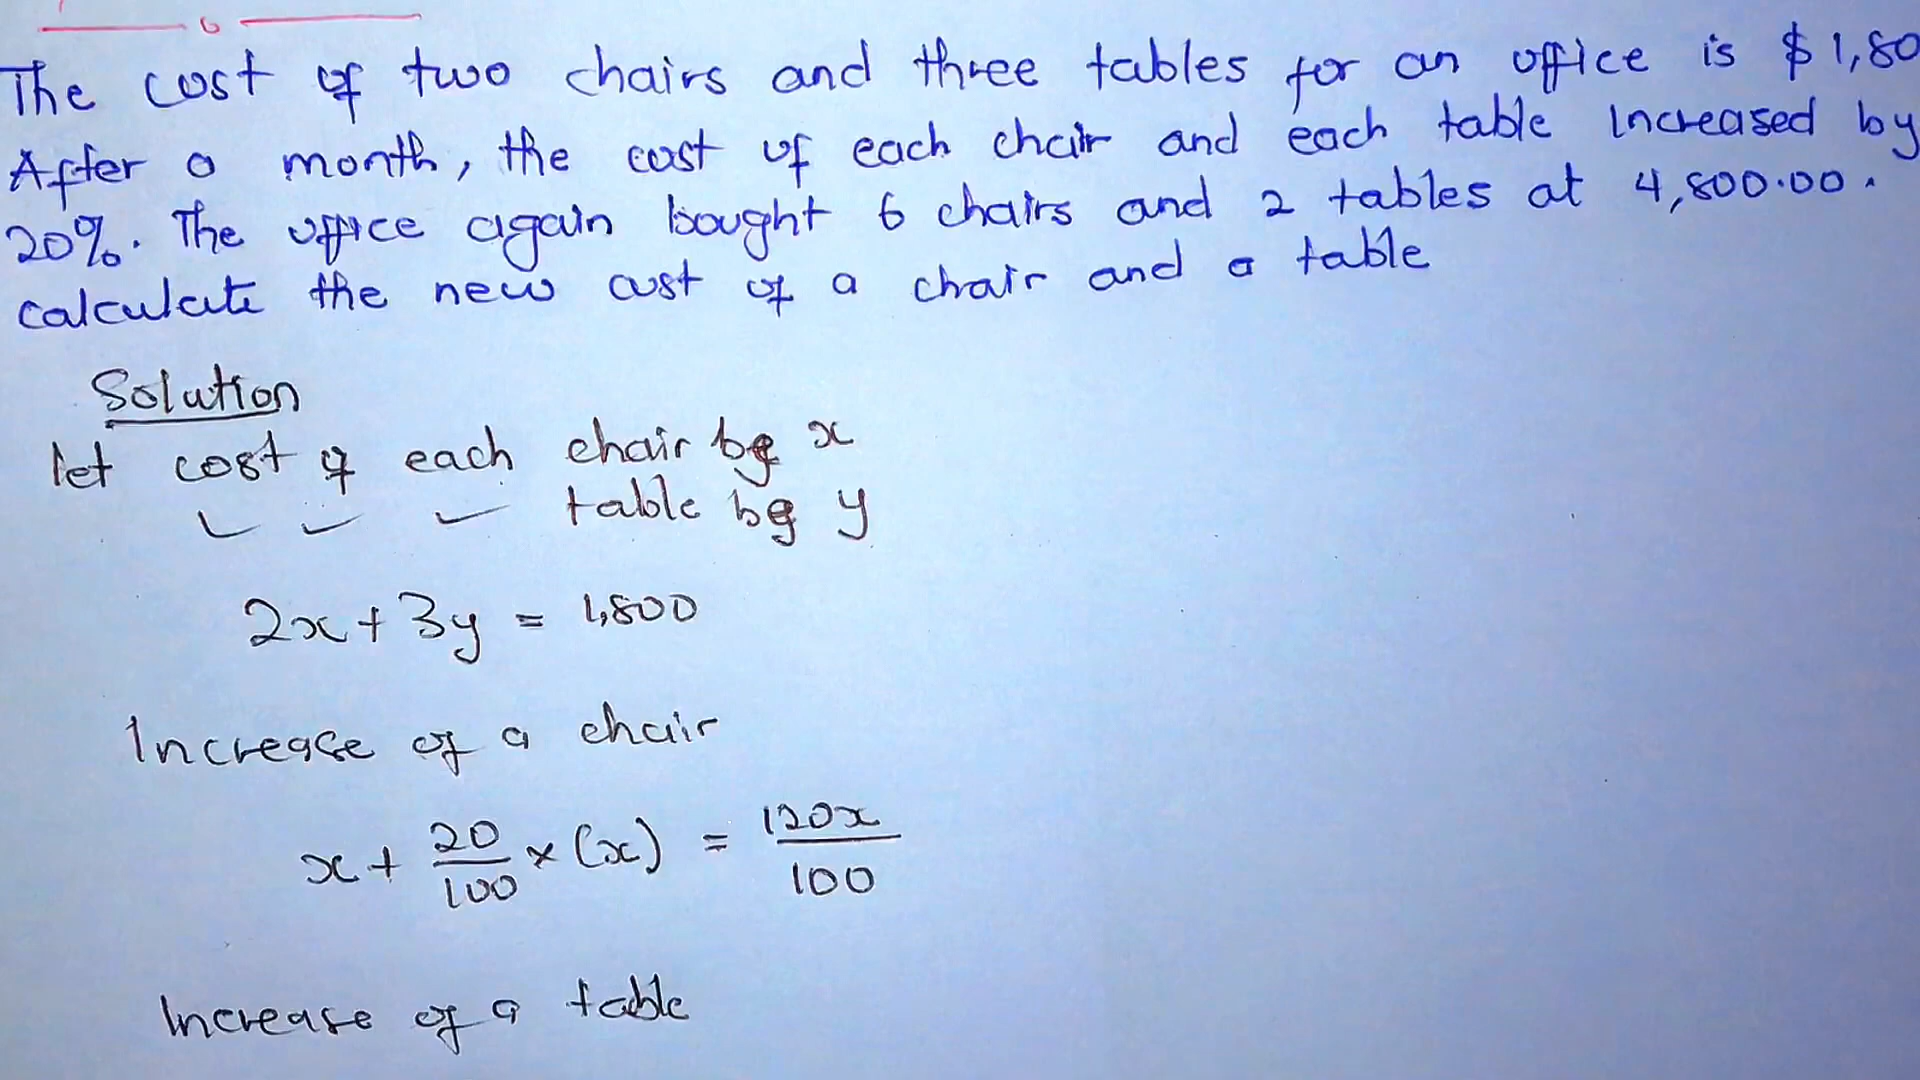 The cost of two chairs and three tables for an office is $1,80
After a month, the cost of each chair and each table increased by
20%. The office again bought 6 chairs and 2 tables at 4,800.00.
calculate the new cost of a chair and a table
Solution
let cost of each chair be x
table be y
2x + 3y = 1,800
Increase of a chair
x + 20/100 × (x) = 120x/100
Increase of a table